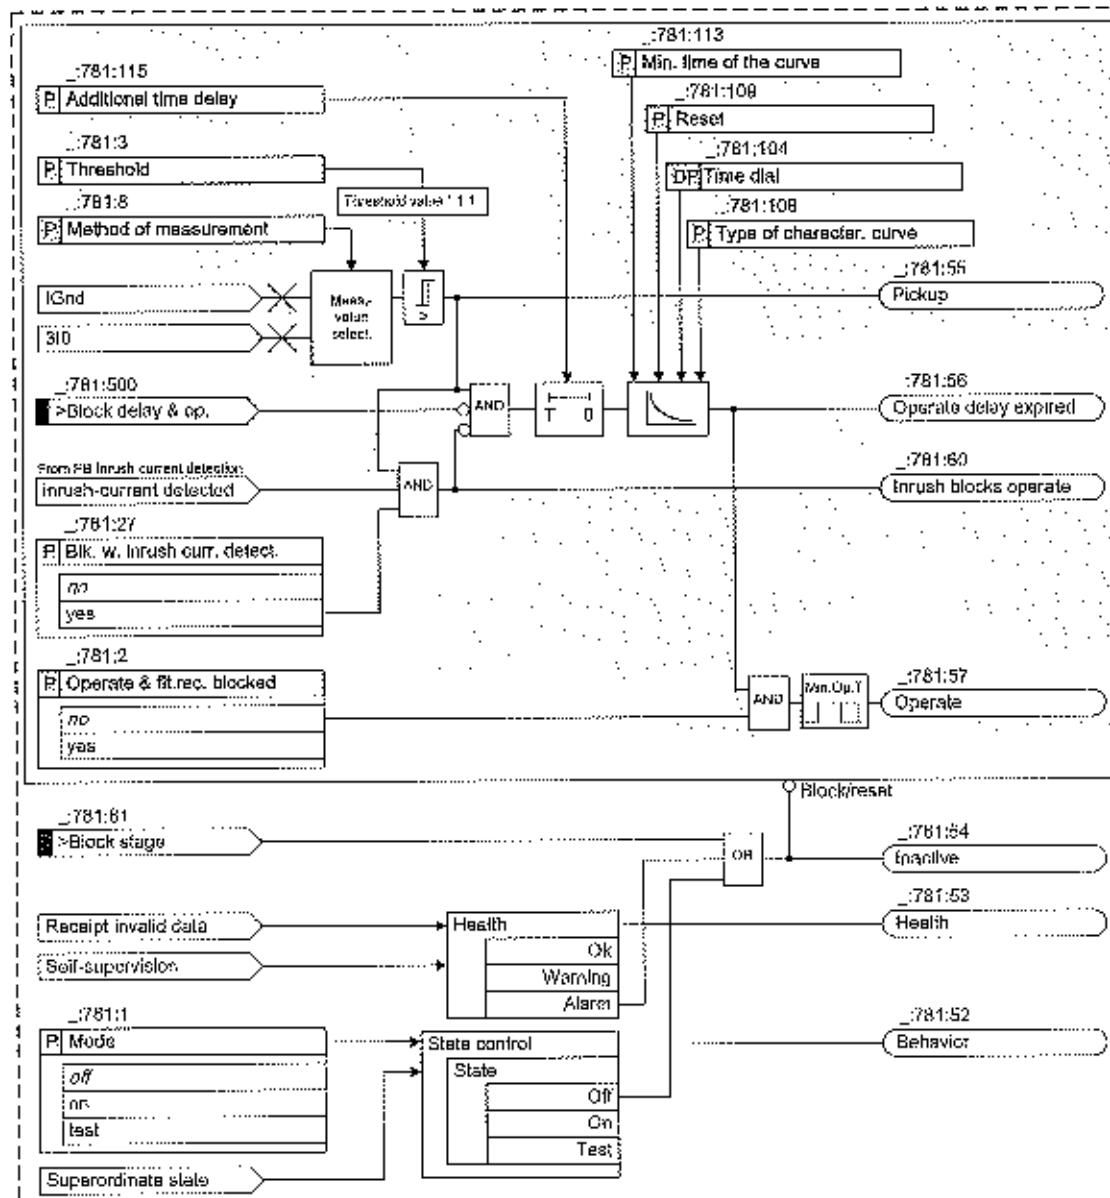 _:781:113
P Min. time of the curve
_:781:115
P Additional time delay
_:781:109
P Reset
_:781:3
P Threshold
_:781:104
DP Time dial
Threshold value * 1.1
_:781:8
P Method of measurement
_:781:108
P Type of character. curve
_:781:55
Pickup
IGnd
Meas.-
value
select.
3I0
_:781:500
>Block delay & op.
AND
T 0
_:781:56
Operate delay expired
From FB Inrush current detection
inrush-current detected
AND
_:781:60
Inrush blocks operate
_:781:27
P Blk. w. inrush curr. detect.
no
yes
_:781:2
P Operate & flt.rec. blocked
no
yes
AND
Min.Op.T
_:781:57
Operate
Block/reset
_:781:81
>Block stage
OR
_:781:54
Inactive
Receipt invalid data
Self-supervision
Health
Ok
Warning
Alarm
_:781:53
Health
_:781:1
P Mode
off
on
test
State control
State
Off
On
Test
_:781:52
Behavior
Superordinate state